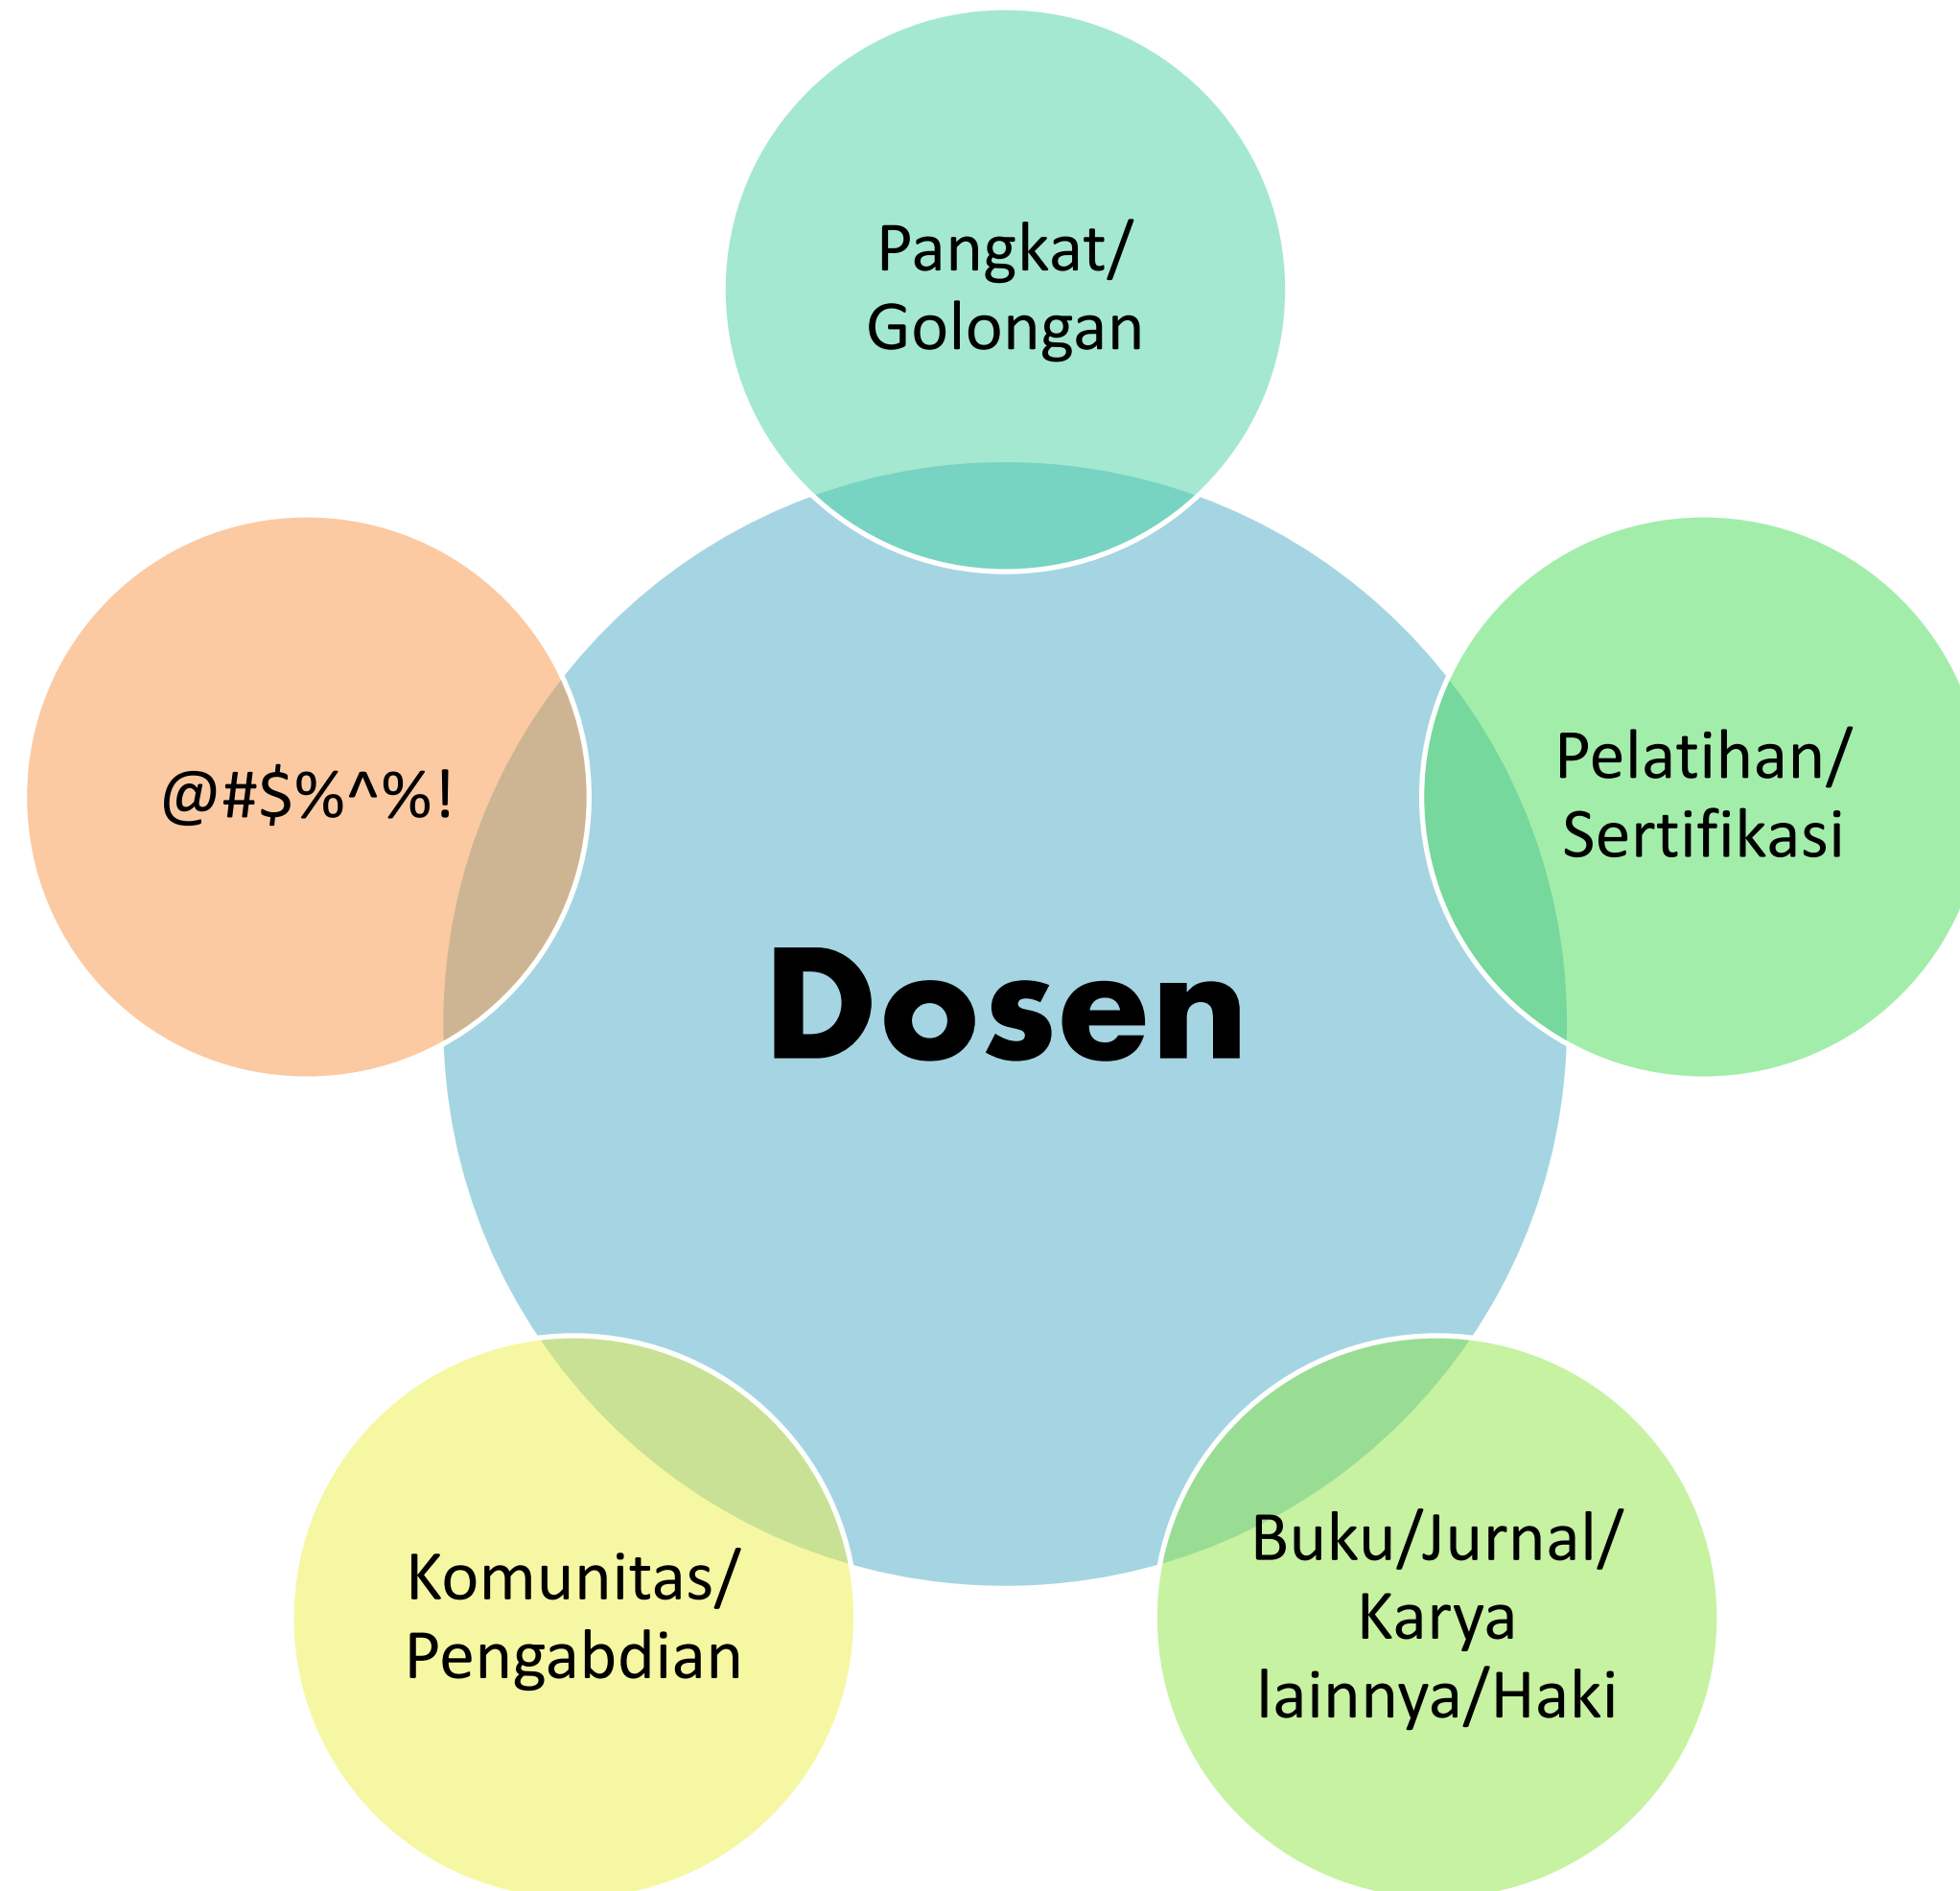 Pangkat/
Golongan
Pelatihan/
Sertifikasi
@#$%^%!
Dosen
Buku/Jurnal/
Karya
lainnya/Haki
Komunitas/
Pengabdian